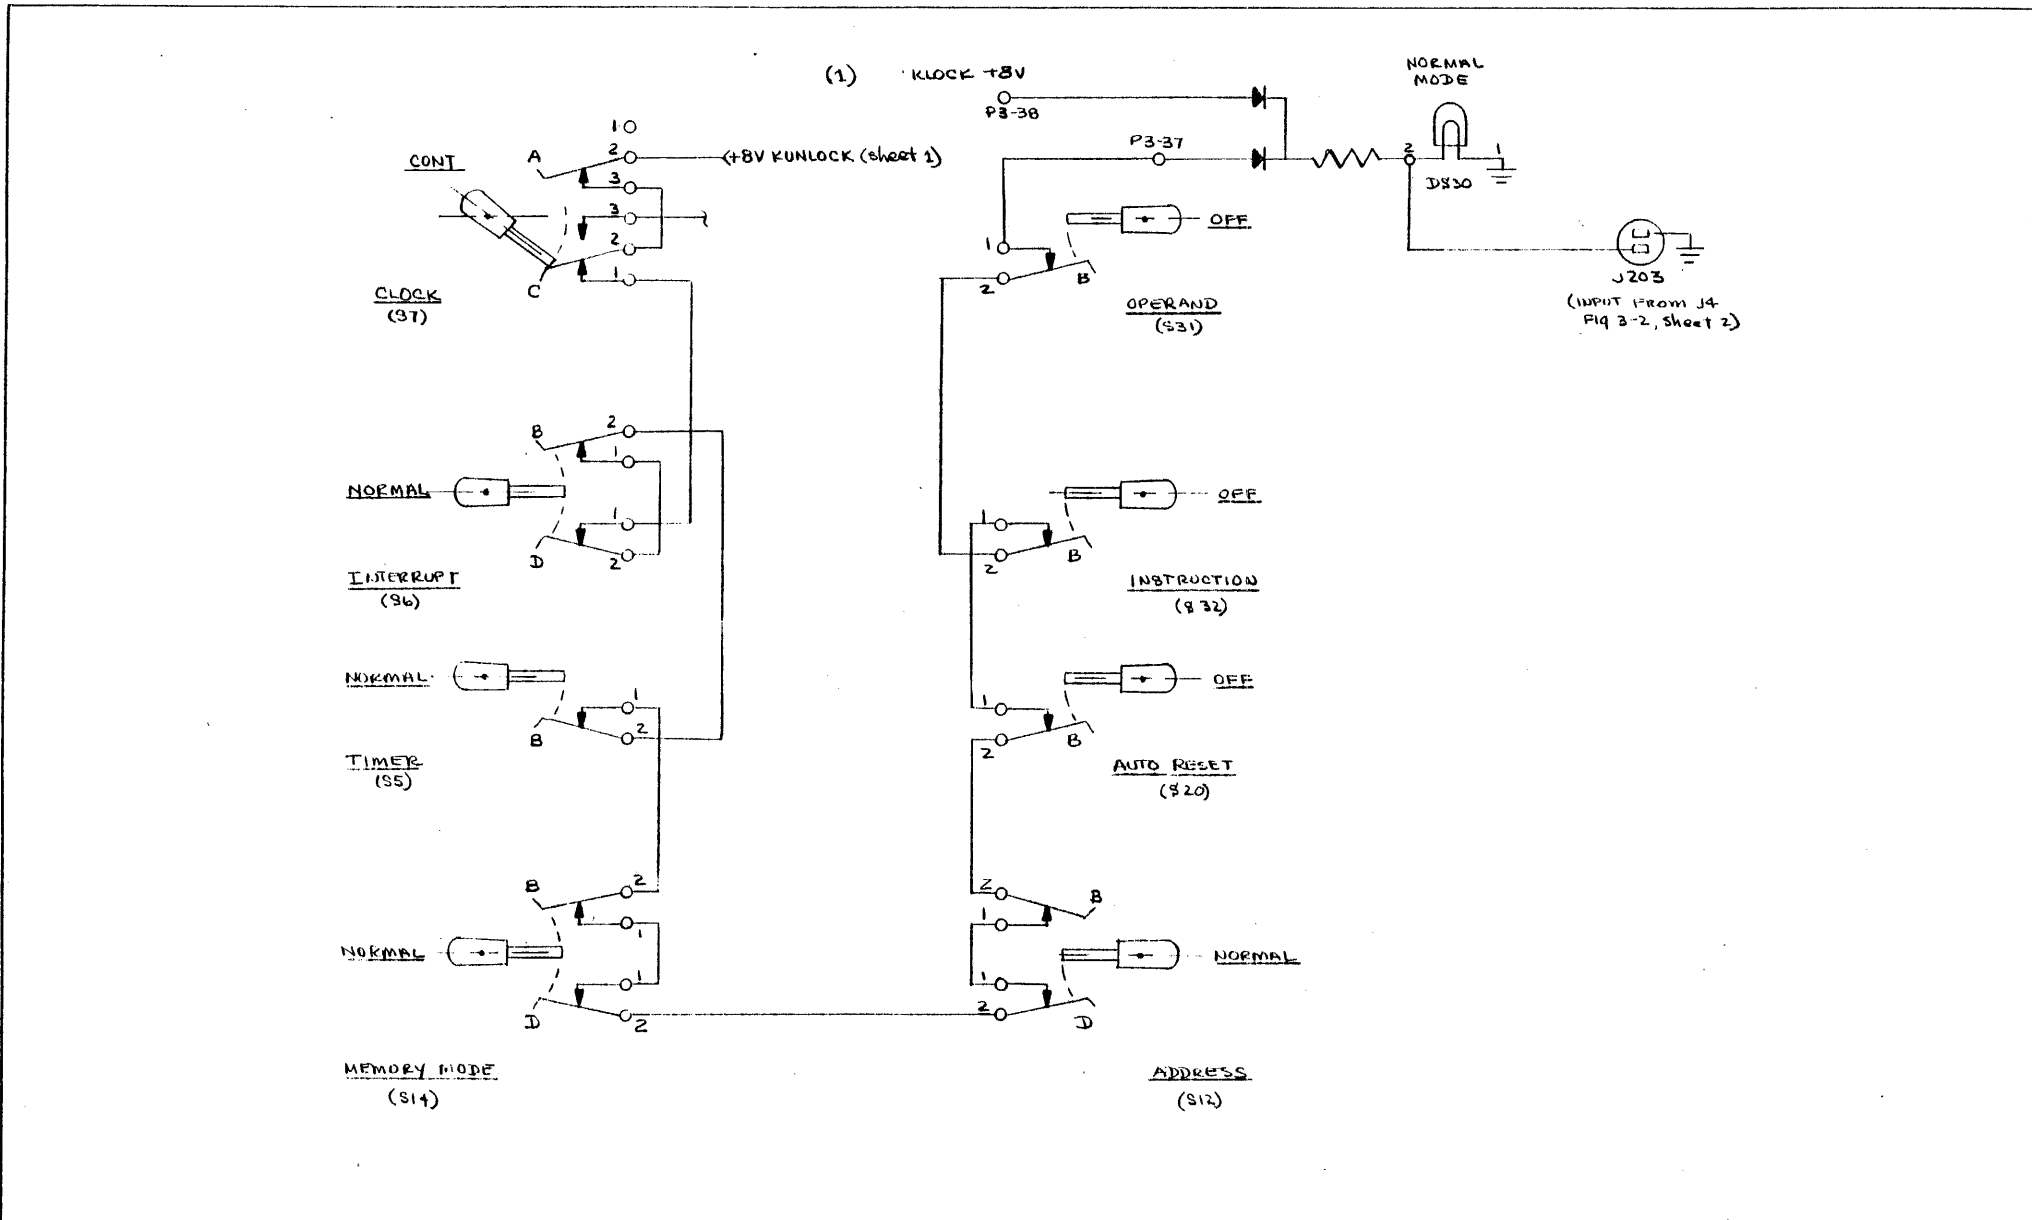 (1) KLOCK +8V
P3-38
NORMAL
MODE
1
2
+8V KUNLOCK (sheet 1)
A
CONT
3
3
2
1
C
CLOCK
(S7)
P3-37
2
1
DS30
OFF
1
2
B
OPERAND
(S31)
J203
(INPUT FROM J4
FIG 3-2, Sheet 2)
B
2
1
NORMAL
1
D
2
INTERRUPT
(S6)
OFF
1
2
B
INSTRUCTION
(S32)
NORMAL
1
2
B
TIMER
(S5)
OFF
1
2
B
AUTO RESET
(S20)
B
2
1
NORMAL
1
D
2
MEMORY MODE
(S14)
2
B
1
NORMAL
1
2
D
ADDRESS
(S12)